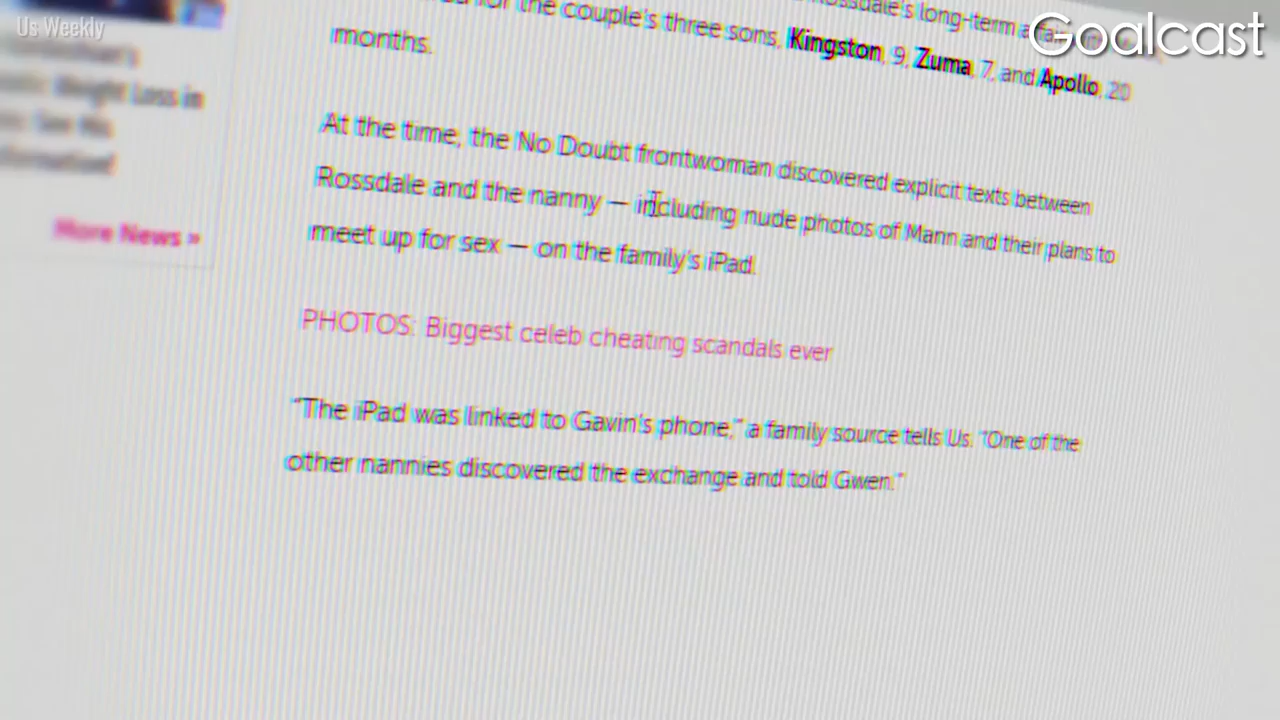 Us Weekly
Goalcast
for the couple's three sons, Kingston, 9, Zuma, 7, and Apollo, 20
months.
At the time, the No Doubt frontwoman discovered explicit texts between
Rossdale and the nanny — including nude photos of Mann and their plans to
meet up for sex — on the family's iPad.
PHOTOS: Biggest celeb cheating scandals ever
"The iPad was linked to Gavin's phone," a family source tells Us. "One of the
other nannies discovered the exchange and told Gwen."
More News »